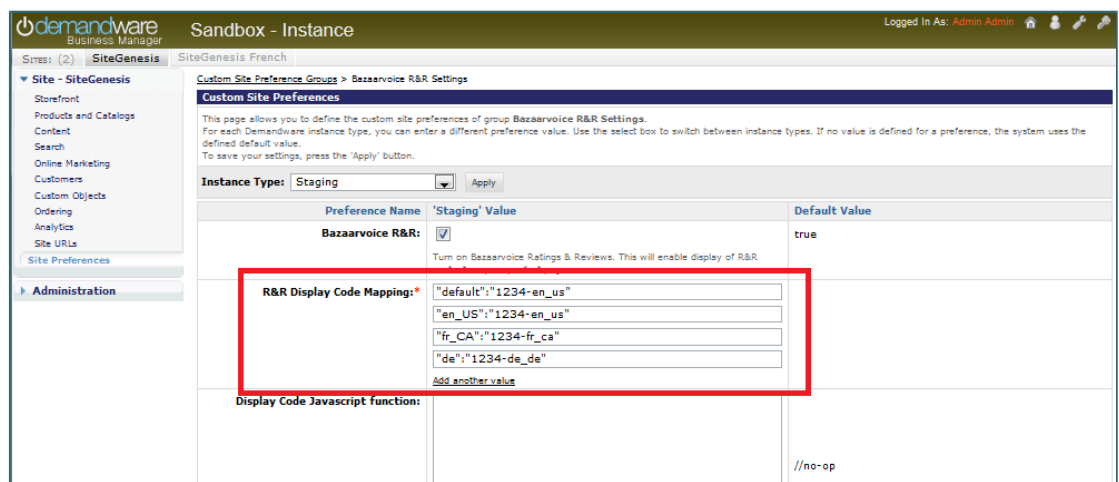 demandware
Business Manager
Sandbox - Instance
Logged In As: Admin Admin
SITES: (2) SiteGenesis SiteGenesis French
Site - SiteGenesis
Storefront
Products and Catalogs
Content
Search
Online Marketing
Customers
Custom Objects
Ordering
Analytics
Site URLs
Site Preferences
Administration
Custom Site Preference Groups > Bazaarvoice R&R Settings
Custom Site Preferences
This page allows you to define the custom site preferences of group Bazaarvoice R&R Settings.
For each Demandware instance type, you can enter a different preference value. Use the select box to switch between instance types. If no value is defined for a preference, the system uses the
defined default value.
To save your settings, press the 'Apply' button.
Instance Type: Staging Apply
Preference Name 'Staging' Value Default Value
Bazaarvoice R&R: true
Turn on Bazaarvoice Ratings & Reviews. This will enable display of R&R
R&R Display Code Mapping:*
"default":"1234-en_us"
"en_US":"1234-en_us"
"fr_CA":"1234-fr_ca"
"de":"1234-de_de"
Add another value
Display Code Javascript function:
//no-op